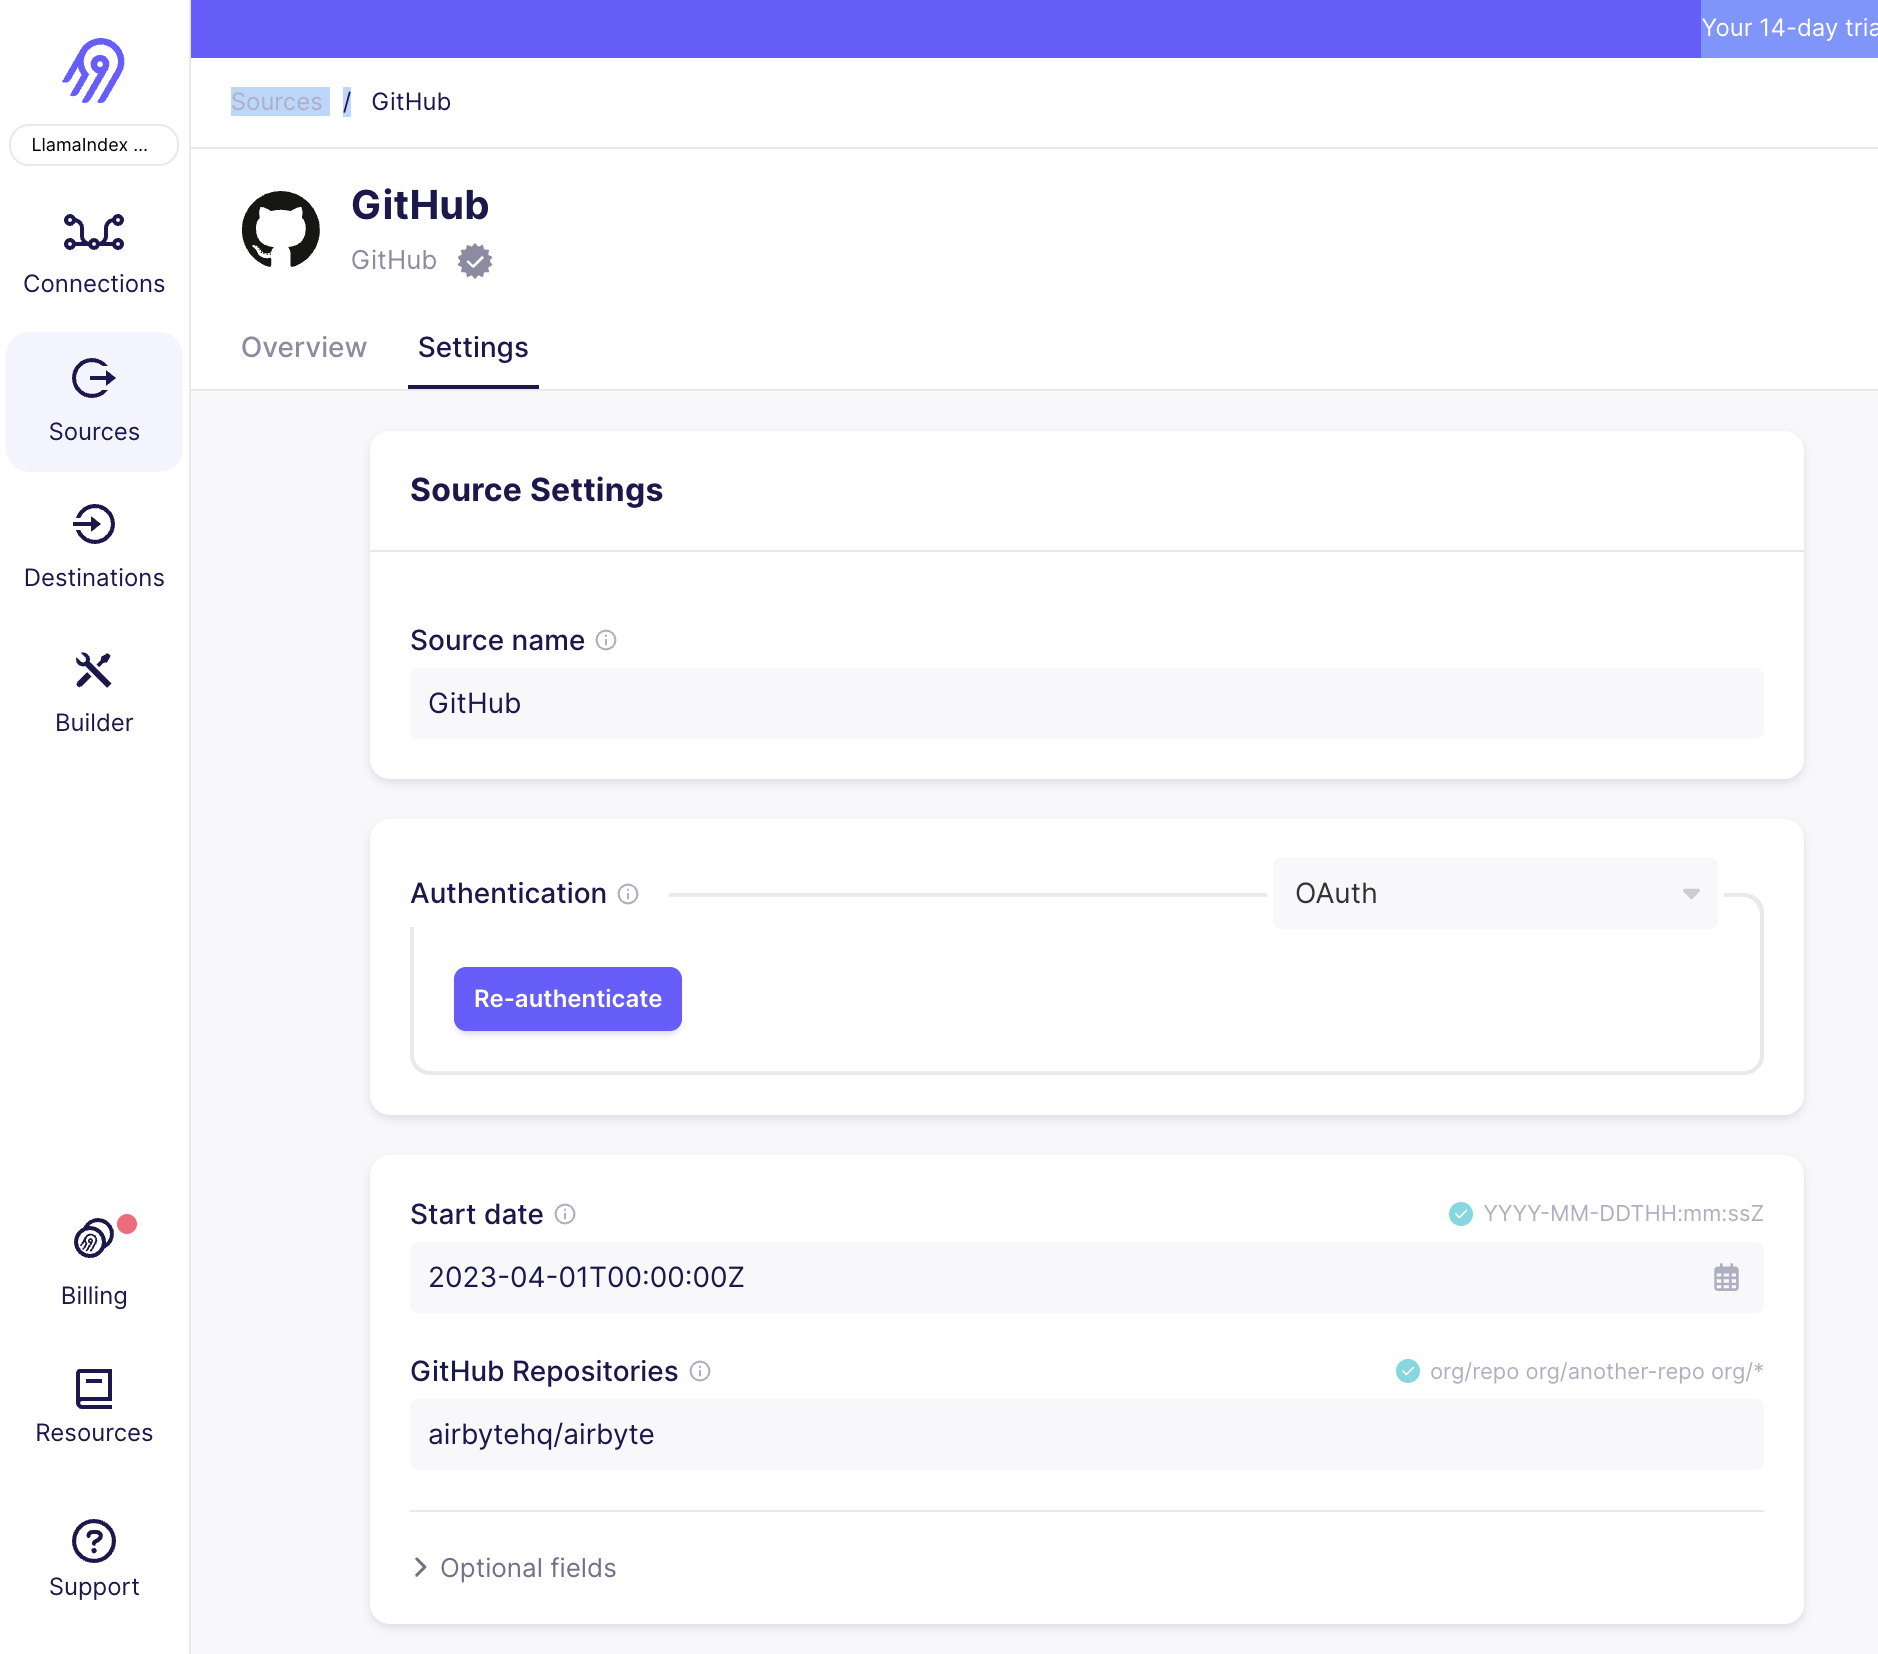 Your 14-day tria
LlamaIndex ...
Connections
Sources
Destinations
Builder
Billing
Resources
Support
Sources / GitHub
GitHub
GitHub
Overview Settings
Source Settings
Source name
GitHub
Authentication OAuth
Re-authenticate
Start date YYYY-MM-DDTHH:mm:ssZ
2023-04-01T00:00:00Z
GitHub Repositories org/repo org/another-repo org/*
airbytehq/airbyte
Optional fields